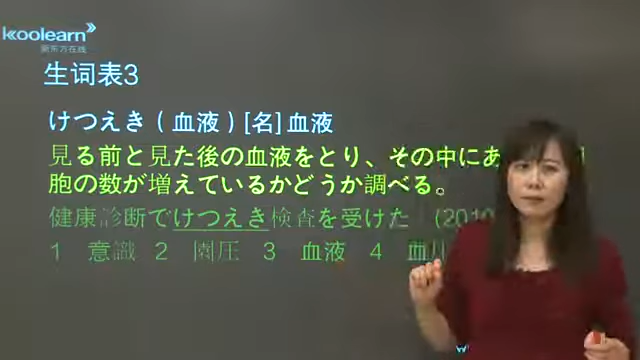 koolearn
新东方在线
生词表3
けつえき（血液）[名]血液
見る前と見た後の血液をとり、その中にあ
胞の数が増えているかどうか調べる。
健康診断でけつえき検査を受けた (2010
1 意識 2 園圧 3 血液 4